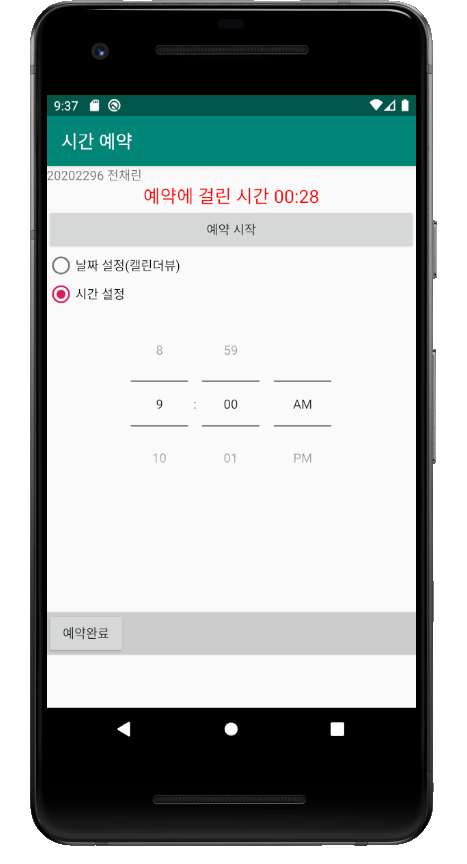 9:37
시간 예약
20202296 전채린
예약에 걸린 시간 00:28
예약 시작
날짜 설정(캘린더뷰)
시간 설정
8 59
9 : 00 AM
10 01 PM
예약완료